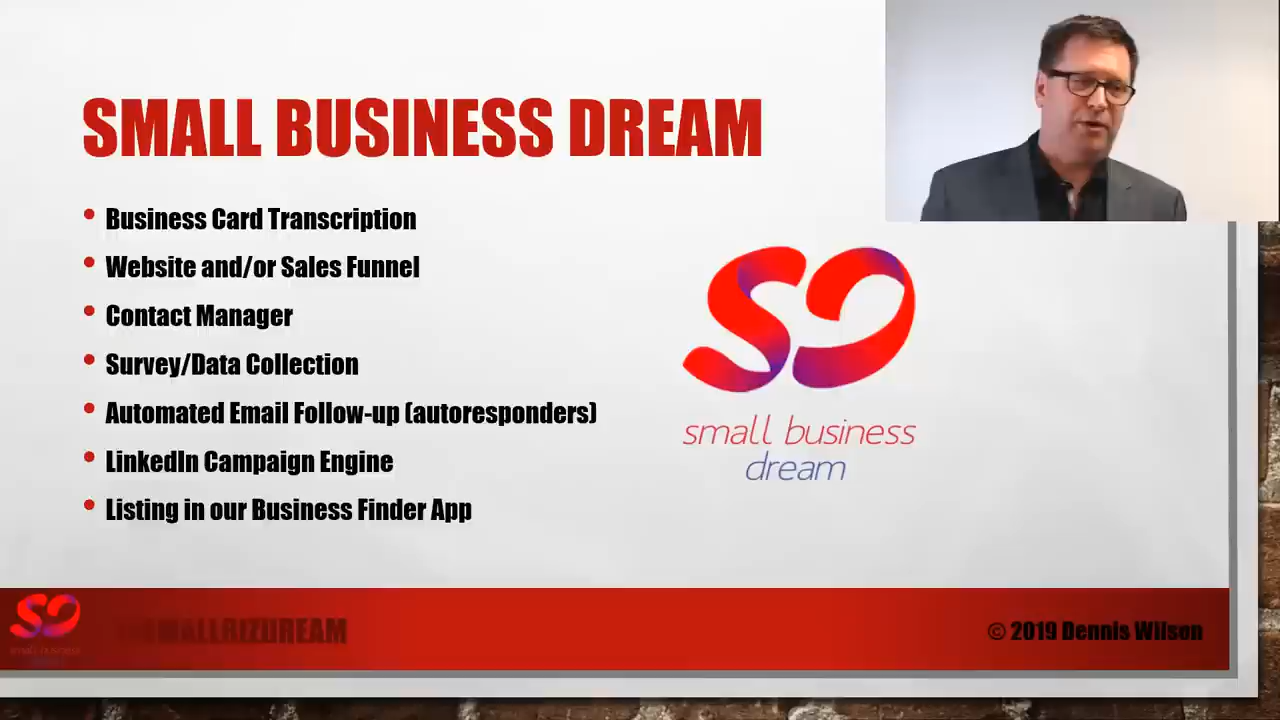 SMALL BUSINESS DREAM
Business Card Transcription
Website and/or Sales Funnel
Contact Manager
Survey/Data Collection
Automated Email Follow-up (autoresponders)
LinkedIn Campaign Engine
Listing in our Business Finder App
small business
dream
© 2019 Dennis Wilson